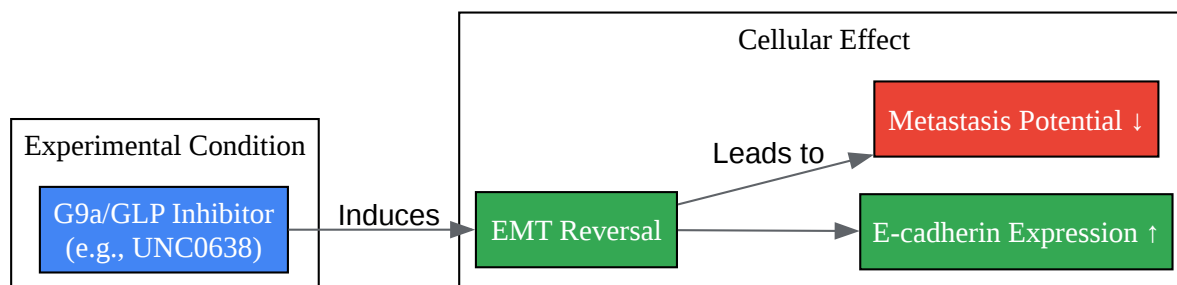 Cellular Effect
Metastasis Potential ↓
Experimental Condition
Leads to
G9a/GLP Inhibitor
(e.g., UNC0638)
Induces
EMT Reversal
E-cadherin Expression ↑